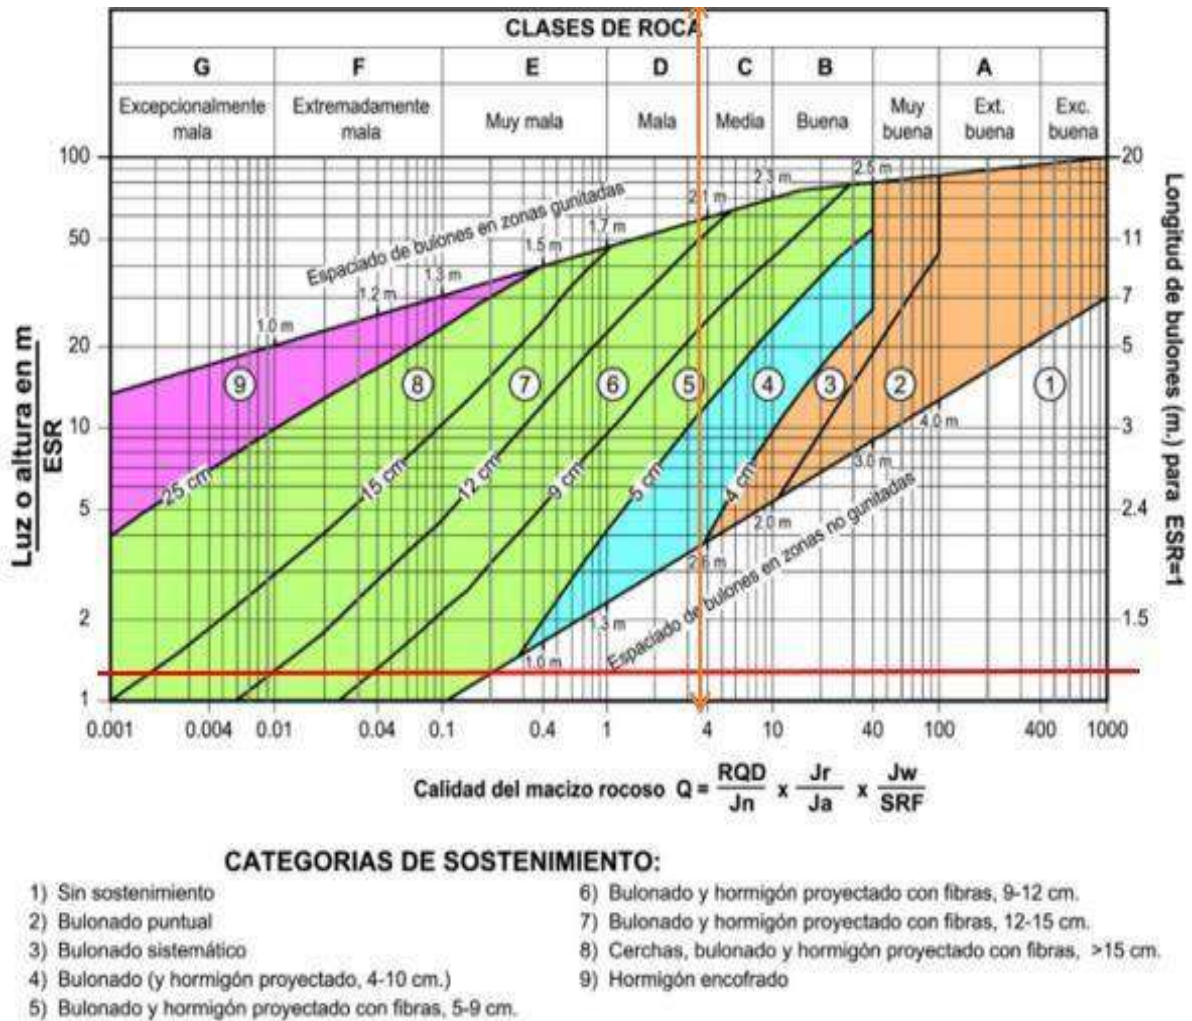 CLASES DE ROCA
G F E D C B A
Excepcionalmente mala
Extremadamente mala
Muy mala
Mala
Media
Buena
Muy buena
Ext. buena
Exc. buena
100
50
20
10
5
2
1
Luz o altura en m
ESR
20
11
7
5
3
2.4
1.5
Longitud de bulones (m.) para ESR=1
Espaciado de bulones en zonas gunitadas
1.0 m
1.2 m
1.3 m
1.5 m
1.7 m
2.1 m
2.3 m
2.5 m
9 8 7 6 5 4 3 2 1
25 cm
15 cm
12 cm
9 cm
5 cm
4 cm
Espaciado de bulones en zonas no gunitadas
1.0 m
2.0 m
3.0 m
4.0 m
0.001 0.004 0.01 0.04 0.1 0.4 1 4 10 40 100 400 1000
Calidad del macizo rocoso Q = RQD/Jn x Jr/Ja x Jw/SRF
CATEGORIAS DE SOSTENIMIENTO:
1) Sin sostenimiento
2) Bulonado puntual
3) Bulonado sistemático
4) Bulonado (y hormigón proyectado, 4-10 cm.)
5) Bulonado y hormigón proyectado con fibras, 5-9 cm.
6) Bulonado y hormigón proyectado con fibras, 9-12 cm.
7) Bulonado y hormigón proyectado con fibras, 12-15 cm.
8) Cerchas, bulonado y hormigón proyectado con fibras, >15 cm.
9) Hormigón encofrado